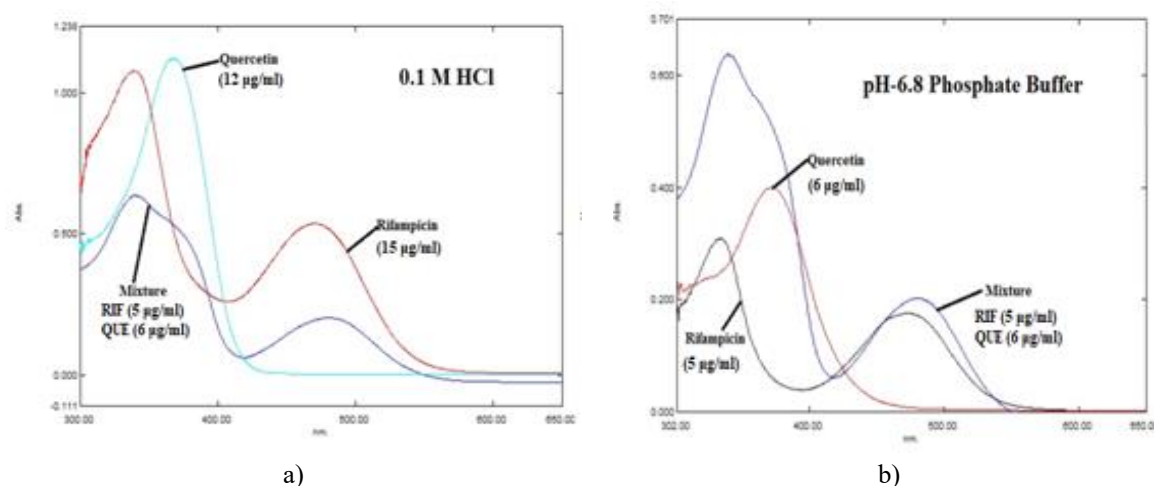 1.230
1.000
0.500
0.000
-0.111
300.00
400.00
500.00
600.00
650.00
nm.
Abs.
Quercetin
(12 µg/ml)
0.1 M HCl
Rifampicin
(15 µg/ml)
Mixture
RIF (5 µg/ml)
QUE (6 µg/ml)
a)
0.701
0.600
0.400
0.200
0.000
302.00
400.00
500.00
600.00
650.00
nm.
Abs.
pH-6.8 Phosphate Buffer
Quercetin
(6 µg/ml)
Mixture
RIF (5 µg/ml)
QUE (6 µg/ml)
Rifampicin
(5 µg/ml)
b)